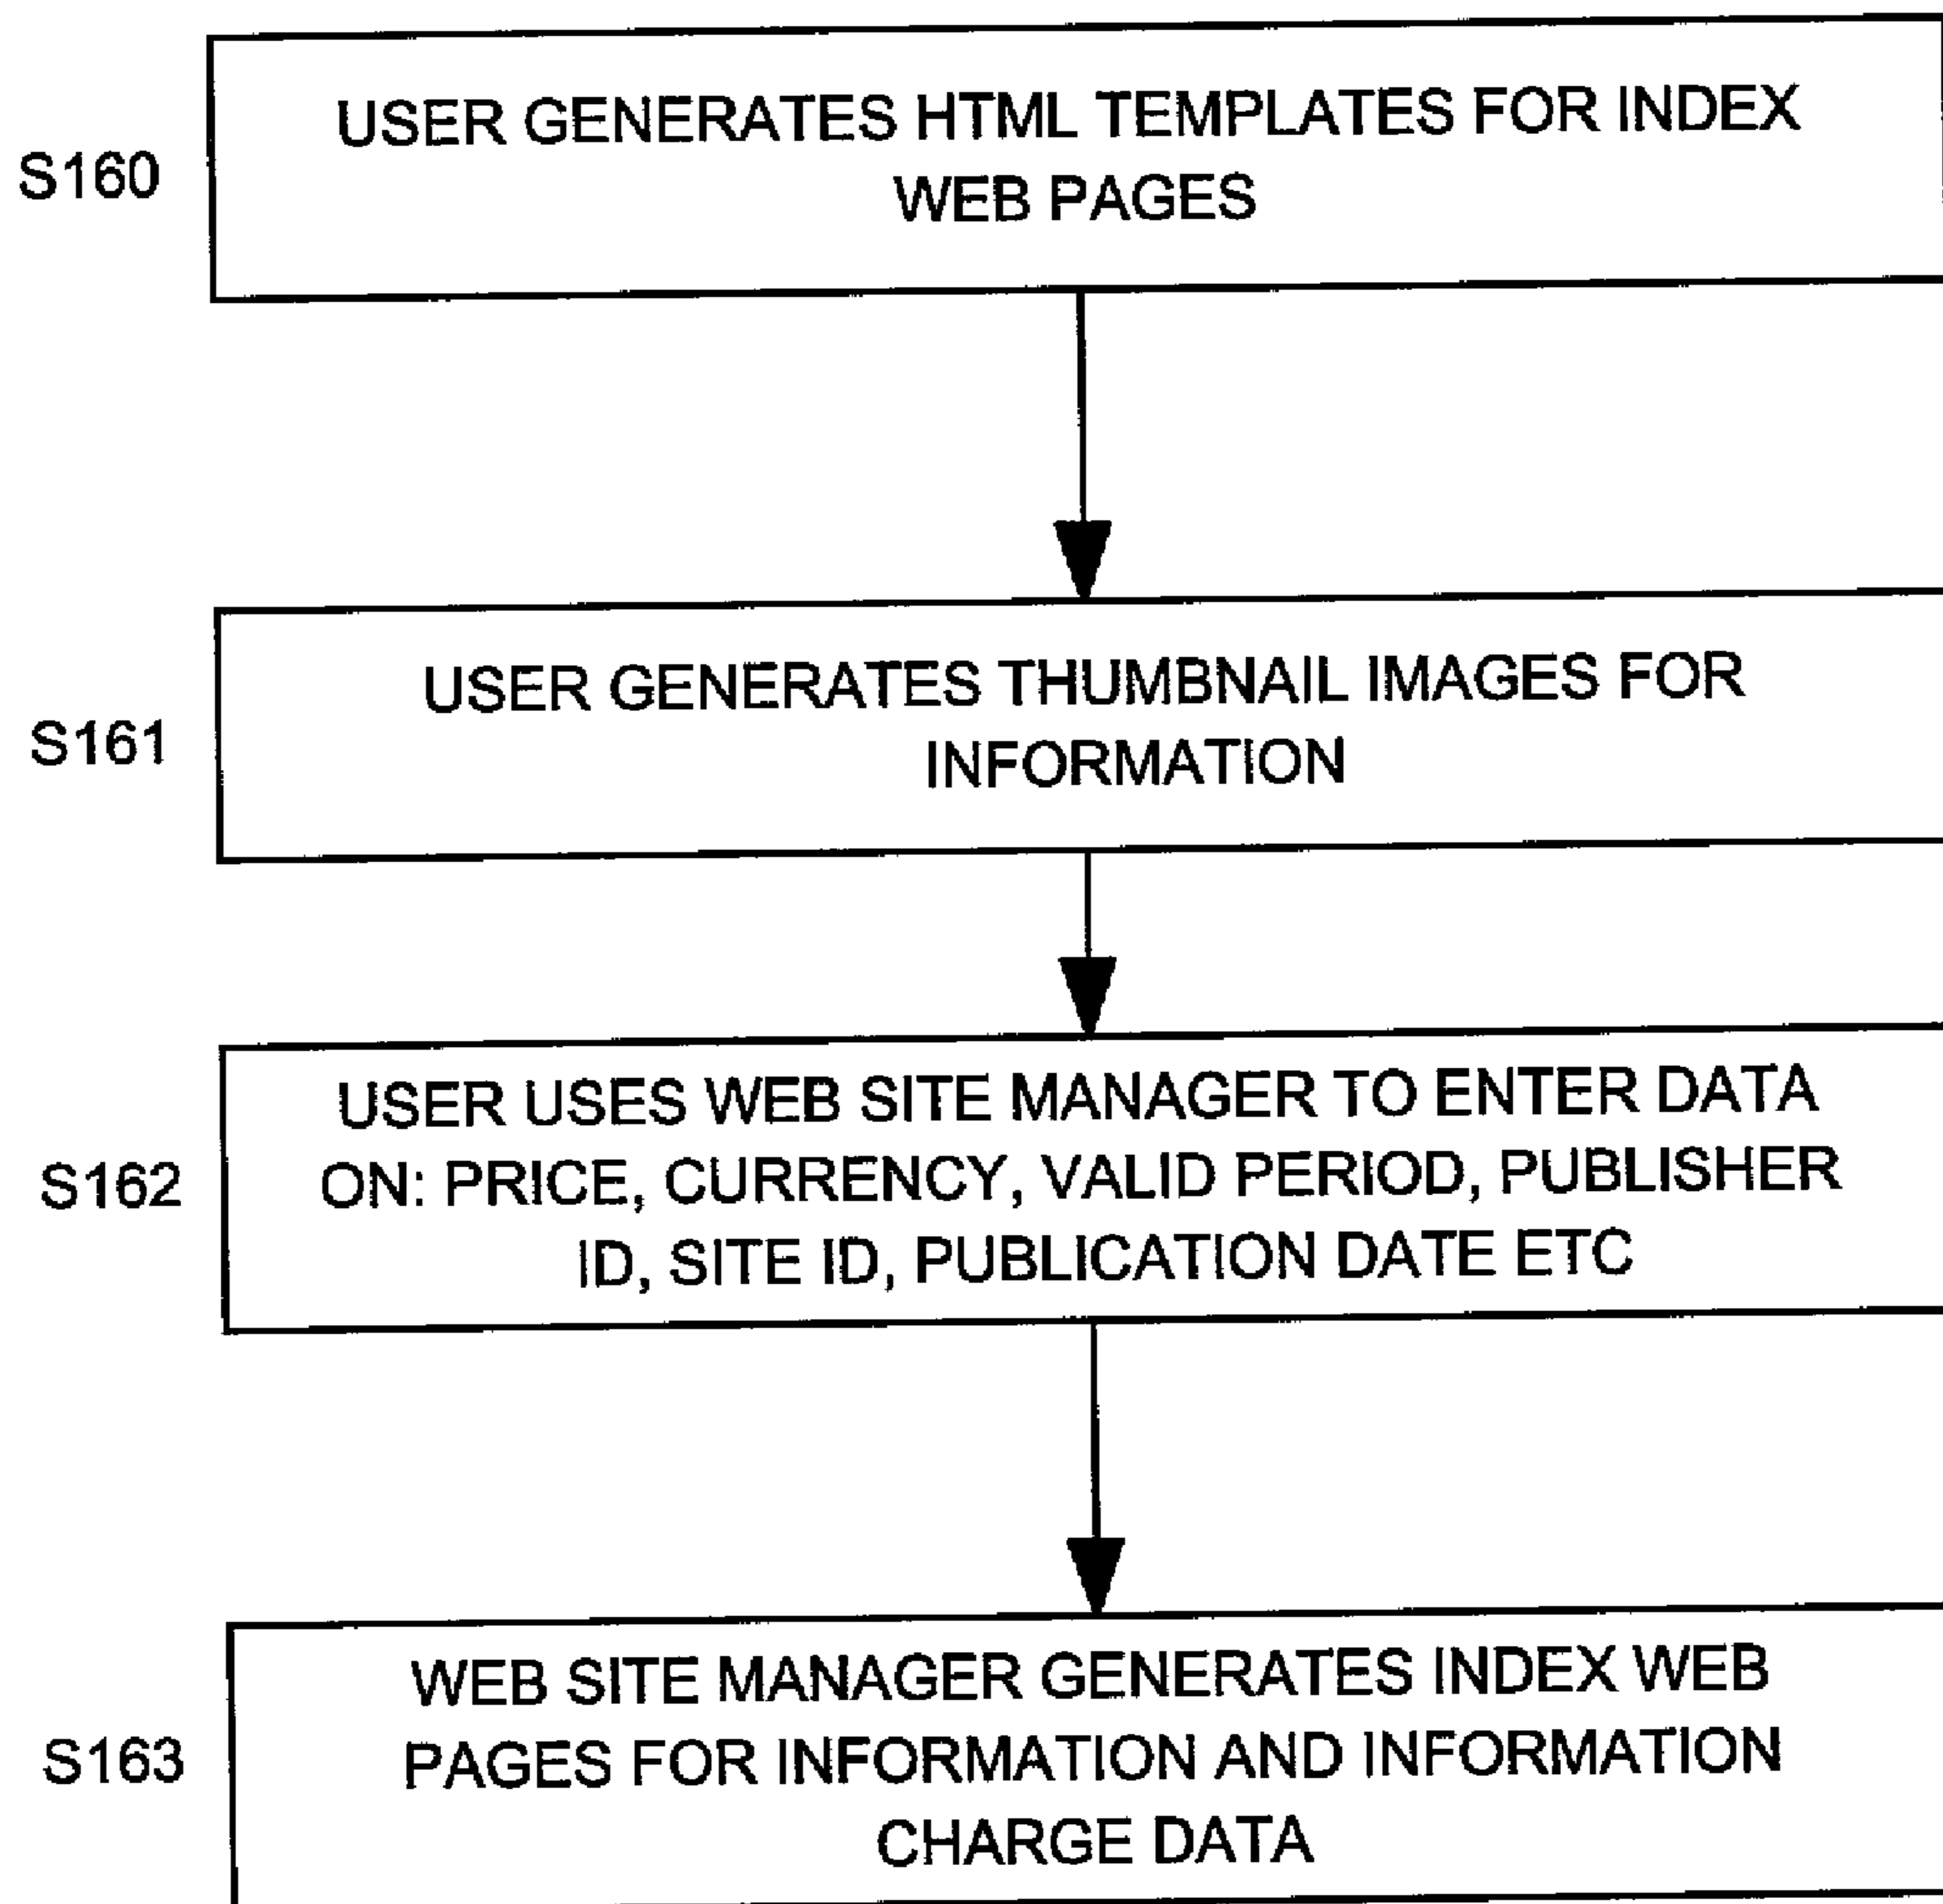 S160
USER GENERATES HTML TEMPLATES FOR INDEX
WEB PAGES
S161
USER GENERATES THUMBNAIL IMAGES FOR
INFORMATION
S162
USER USES WEB SITE MANAGER TO ENTER DATA
ON: PRICE, CURRENCY, VALID PERIOD, PUBLISHER
ID, SITE ID, PUBLICATION DATE ETC
S163
WEB SITE MANAGER GENERATES INDEX WEB
PAGES FOR INFORMATION AND INFORMATION
CHARGE DATA